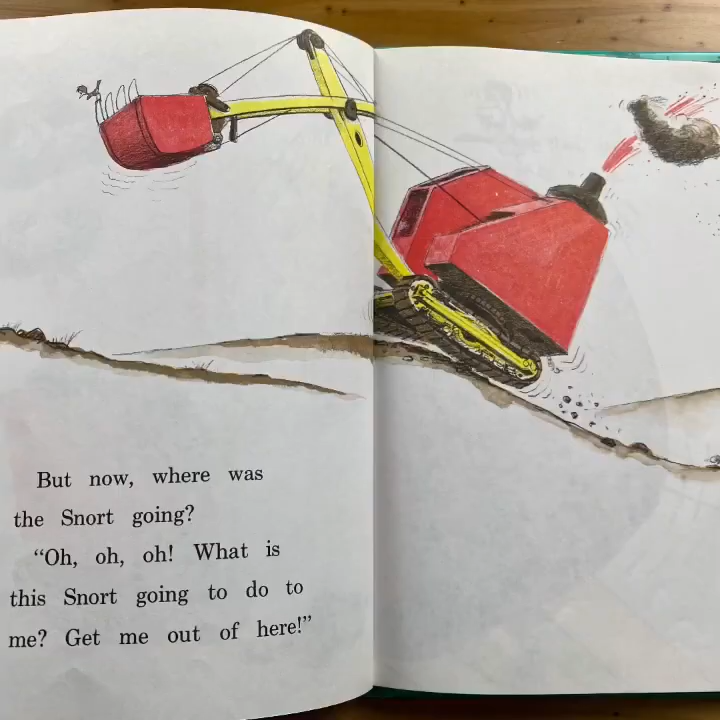 But now, where was
the Snort going?
“Oh, oh, oh! What is
this Snort going to do to
me? Get me out of here!”